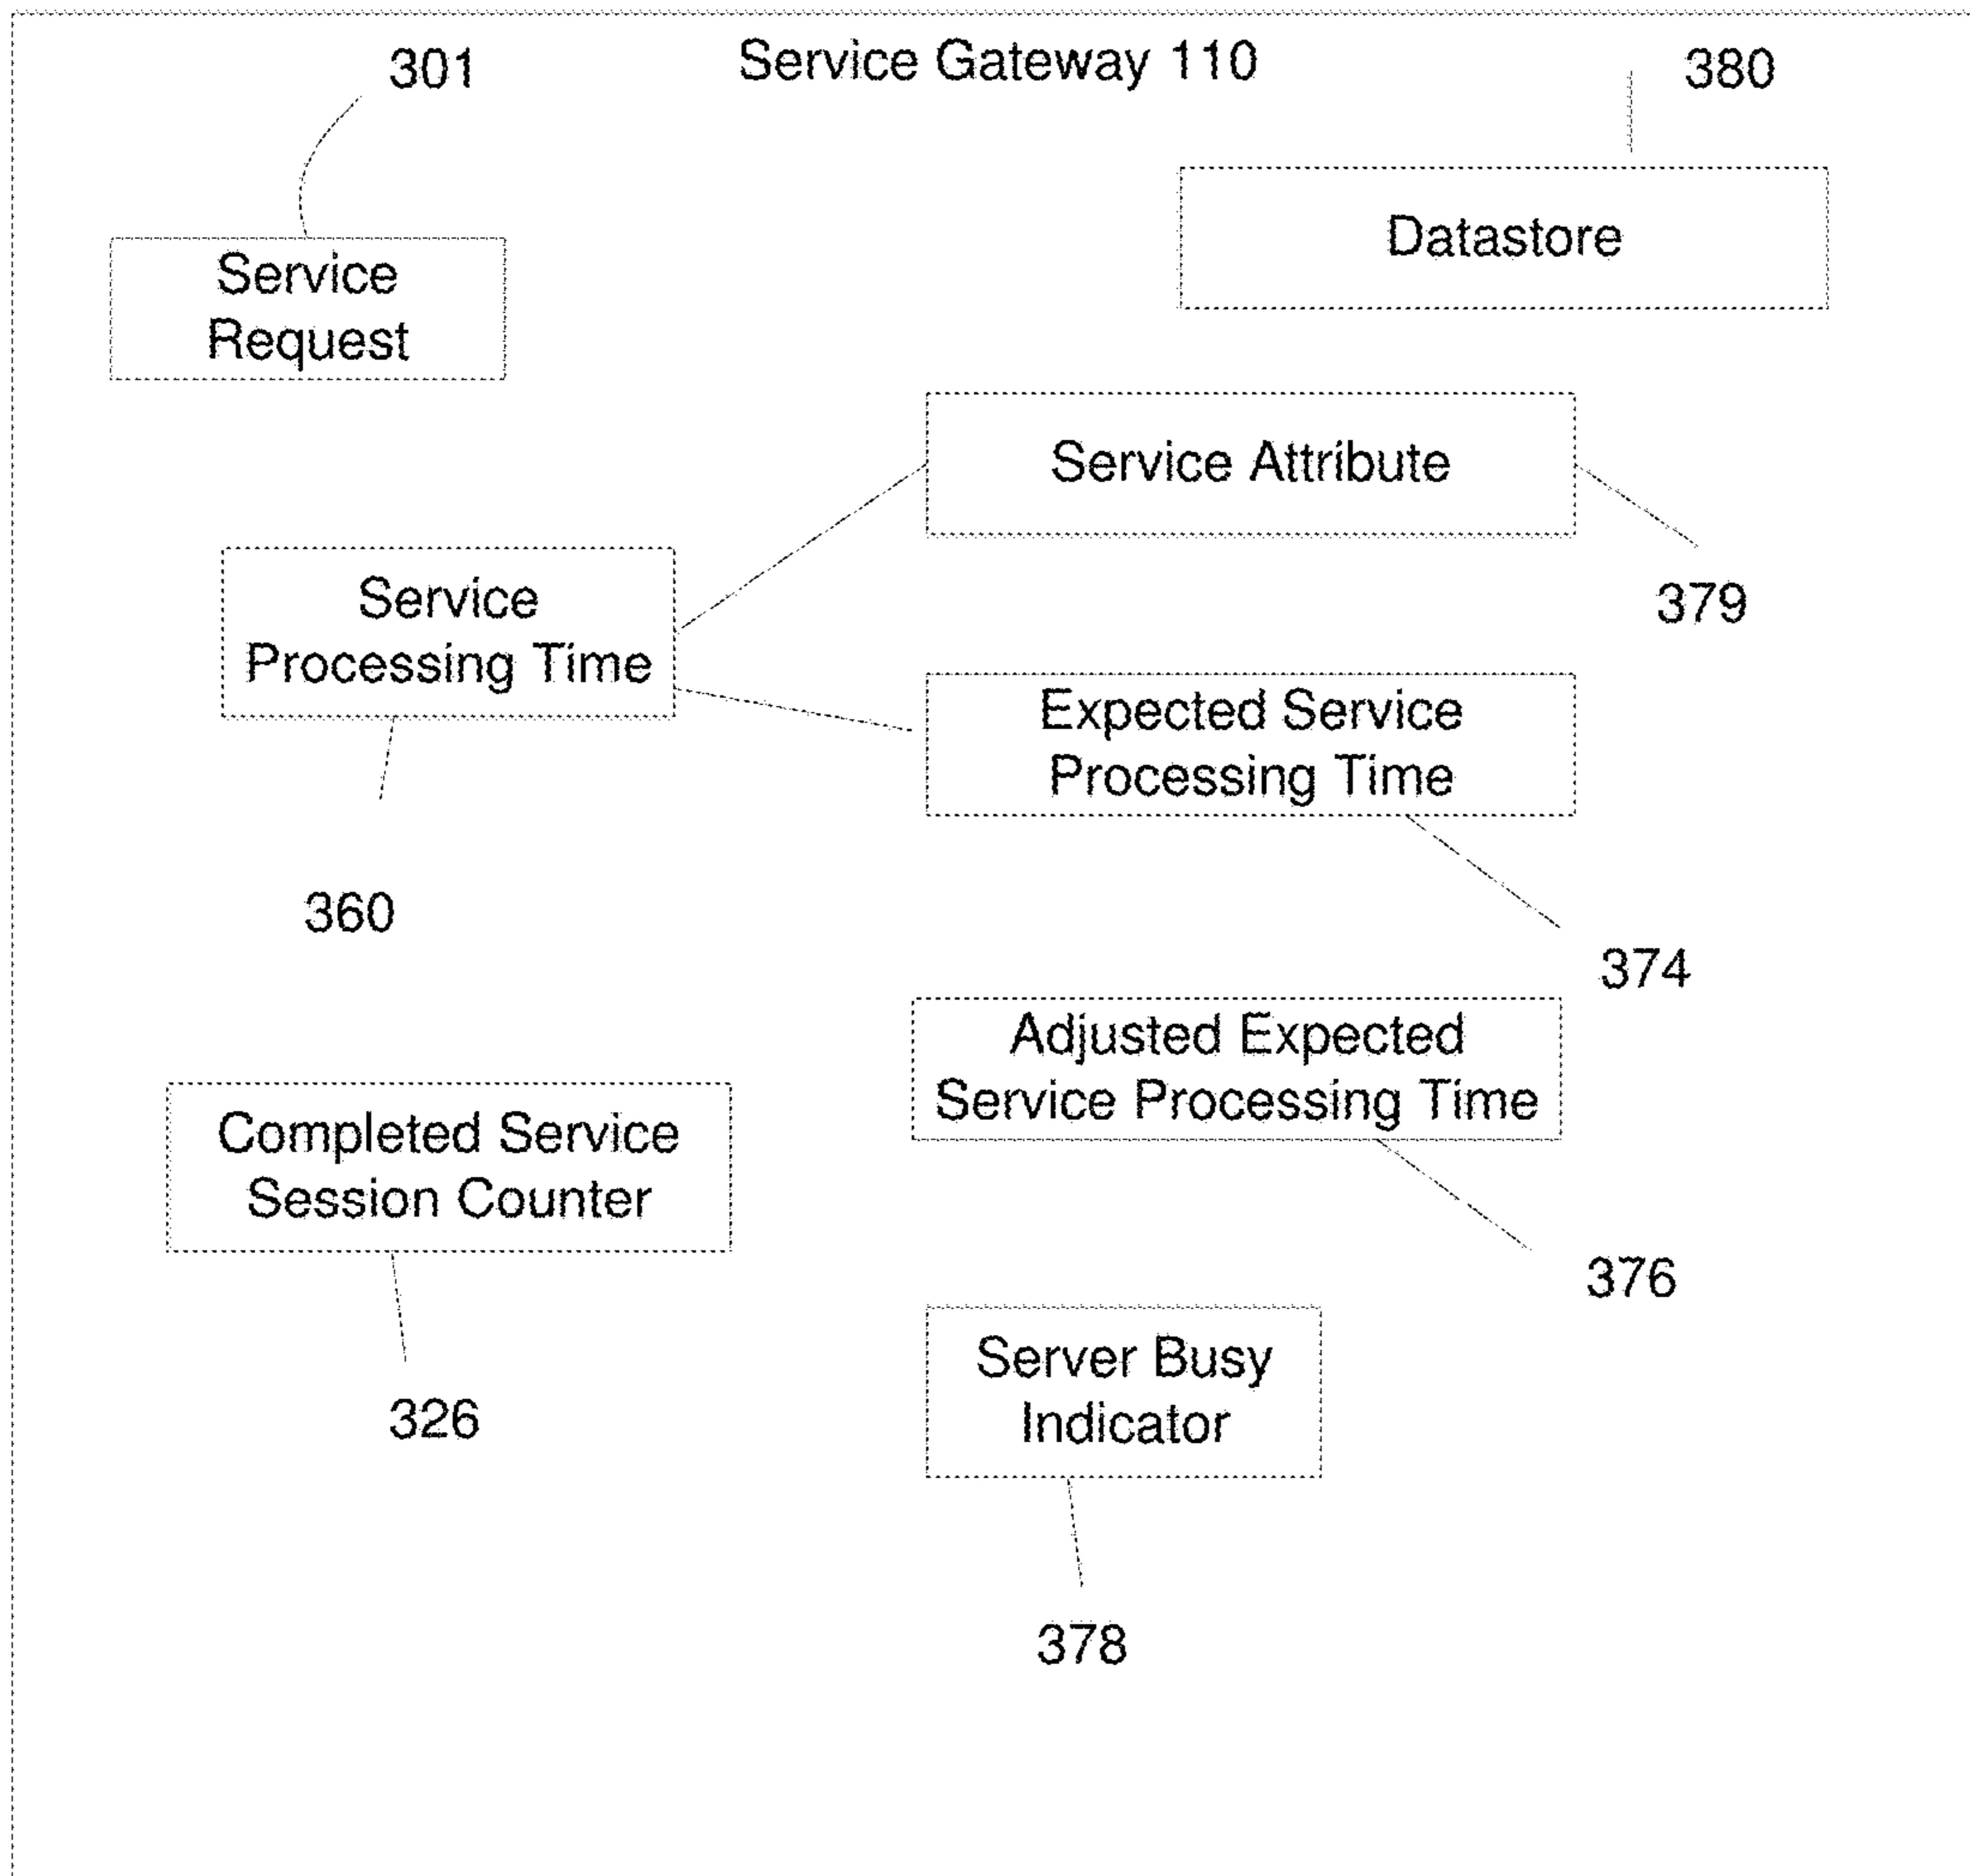 301
Service Gateway 110
380
Datastore
Service
Request
Service Attribute
379
Service
Processing Time
Expected Service
Processing Time
360
374
Adjusted Expected
Service Processing Time
Completed Service
Session Counter
376
326
Server Busy
Indicator
378